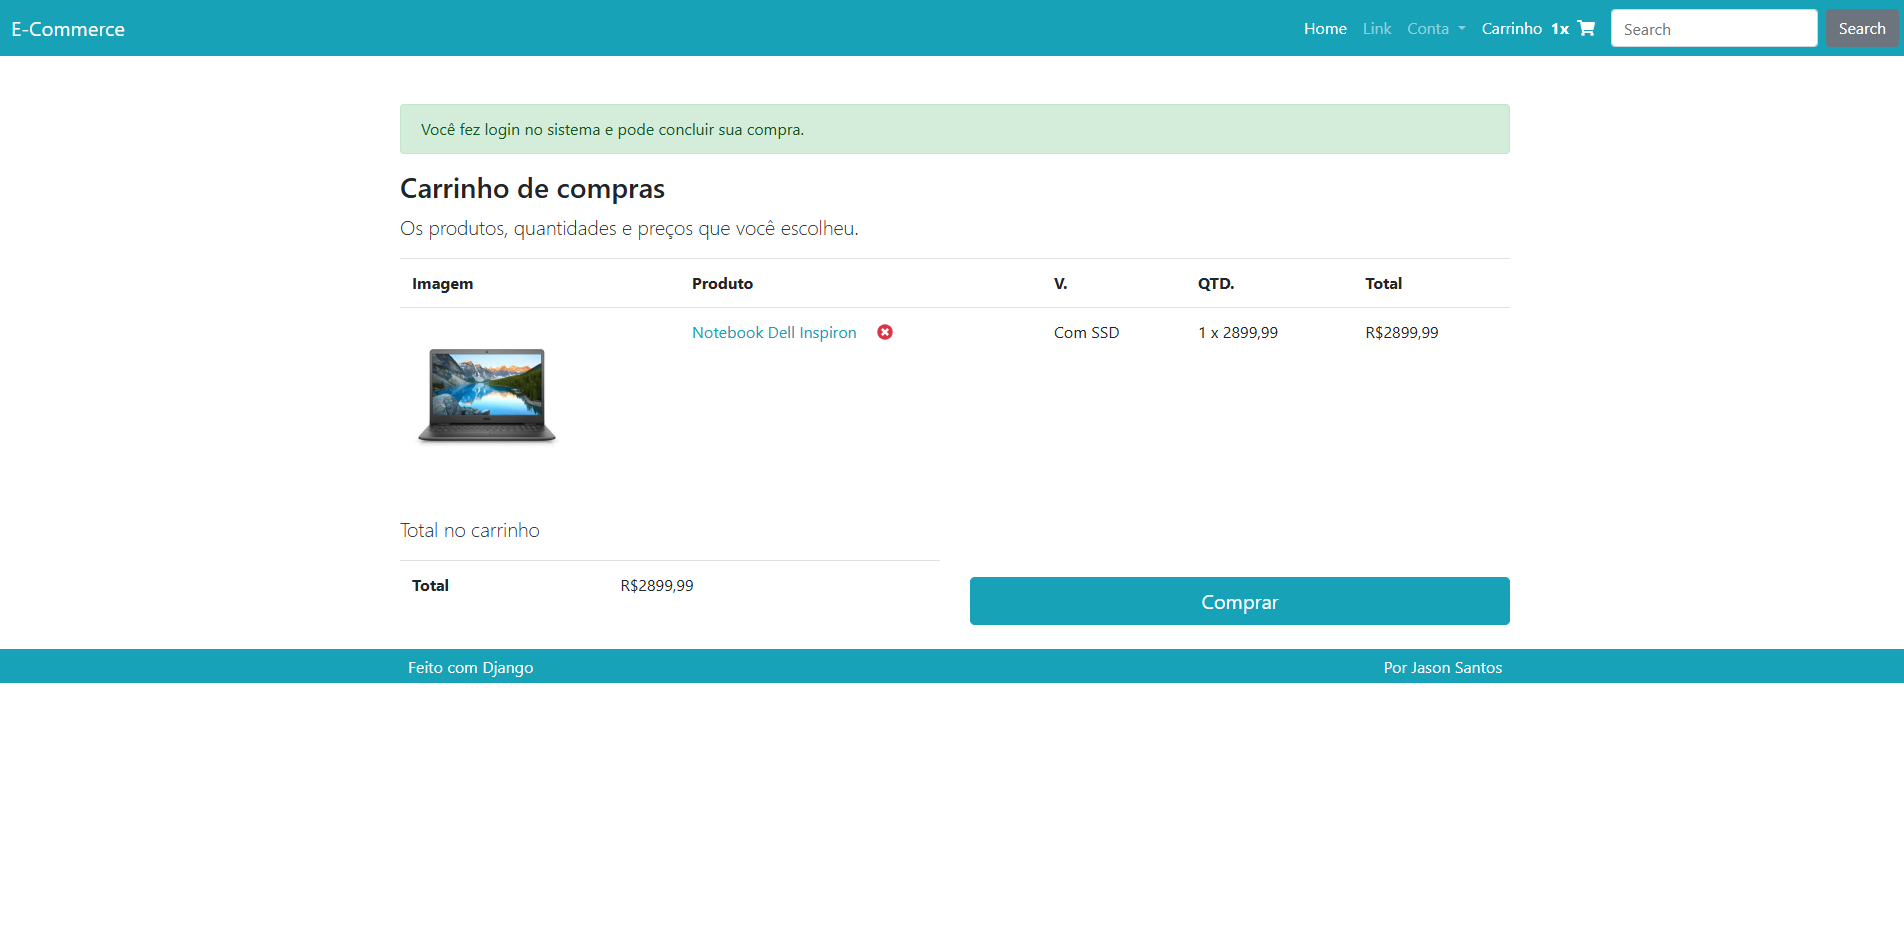 E-Commerce
Home Link Conta Carrinho 1x Search Search
Você fez login no sistema e pode concluir sua compra.
Carrinho de compras
Os produtos, quantidades e preços que você escolheu.
Imagem Produto V. QTD. Total
Notebook Dell Inspiron Com SSD 1 x 2899,99 R$2899,99
Total no carrinho
Total R$2899,99
Comprar
Feito com Django Por Jason Santos